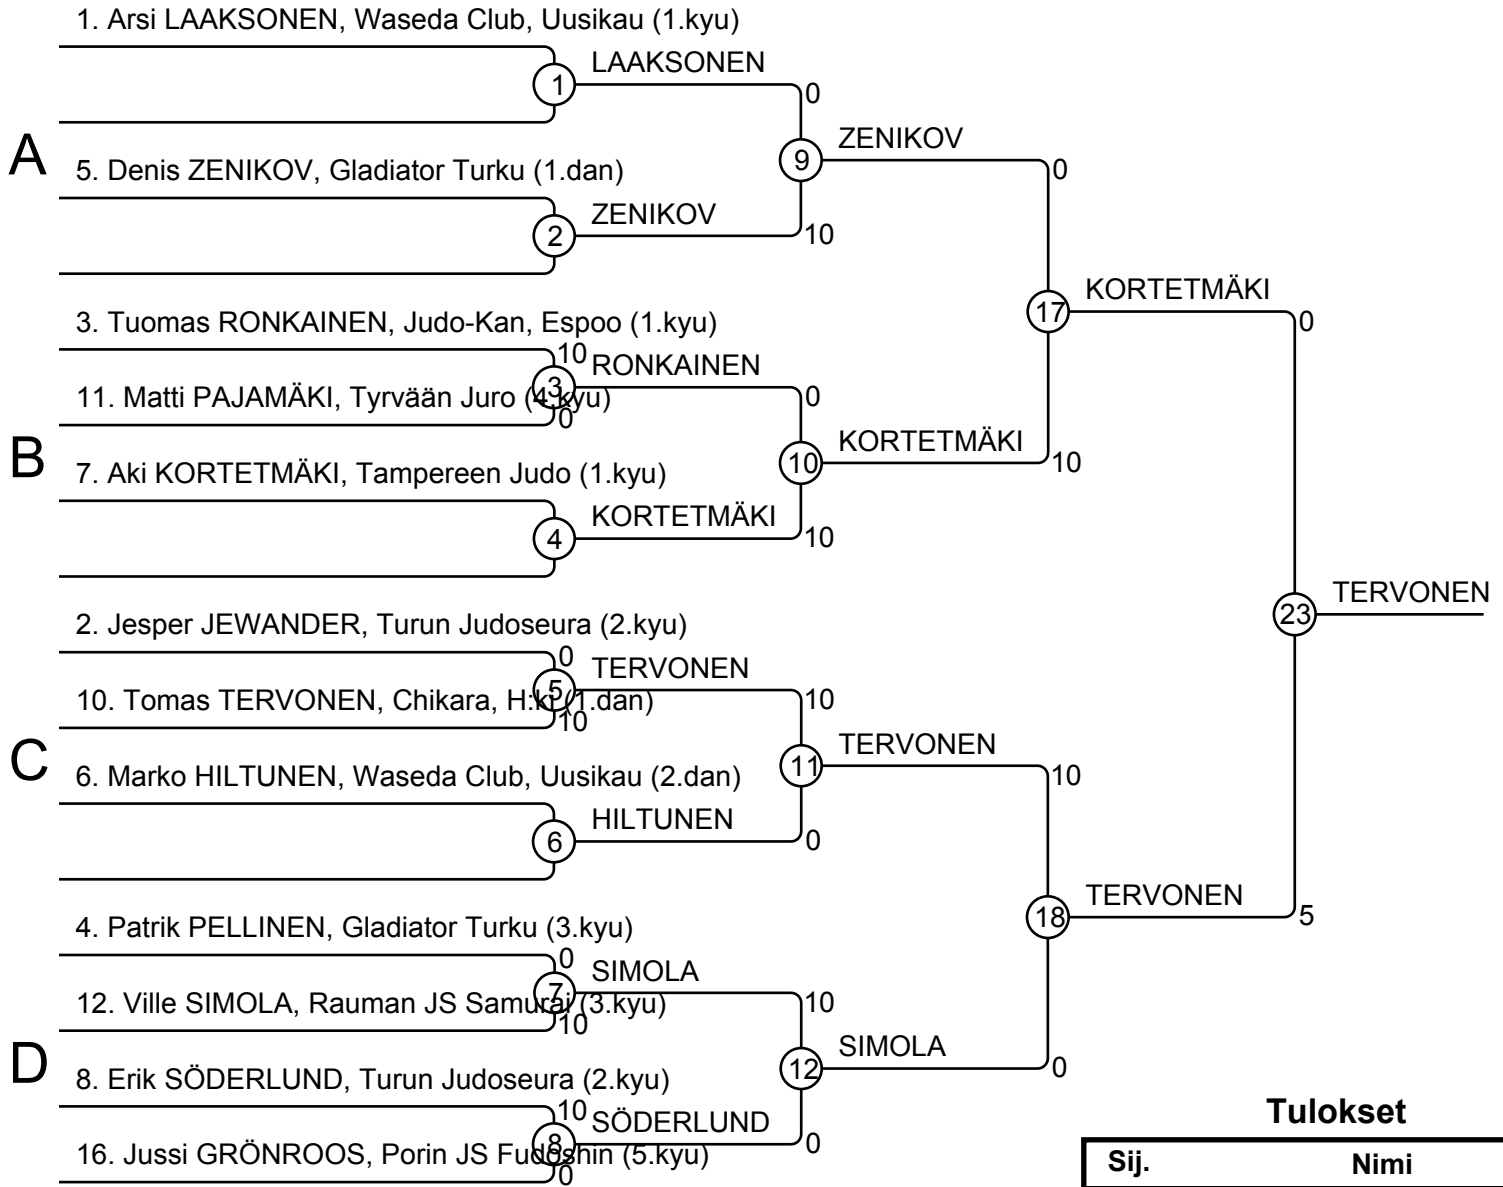 1. Arsi LAAKSONEN, Waseda Club, Uusikau (1.kyu)
LAAKSONEN
1
0
ZENIKOV
A
9
0
5. Denis ZENIKOV, Gladiator Turku (1.dan)
ZENIKOV
2
10
KORTETMÄKI
17
0
3. Tuomas RONKAINEN, Judo-Kan, Espoo (1.kyu)
10
RONKAINEN
3
0
11. Matti PAJAMÄKI, Tyrvään Juro (4.kyu)
0
KORTETMÄKI
B
10
10
7. Aki KORTETMÄKI, Tampereen Judo (1.kyu)
KORTETMÄKI
4
10
TERVONEN
23
2. Jesper JEWANDER, Turun Judoseura (2.kyu)
0
TERVONEN
5
10
10. Tomas TERVONEN, Chikara, H:ki (1.dan)
10
TERVONEN
C
11
10
6. Marko HILTUNEN, Waseda Club, Uusikau (2.dan)
HILTUNEN
6
0
TERVONEN
18
5
4. Patrik PELLINEN, Gladiator Turku (3.kyu)
0
SIMOLA
7
10
12. Ville SIMOLA, Rauman JS Samurai (3.kyu)
10
SIMOLA
D
12
0
8. Erik SÖDERLUND, Turun Judoseura (2.kyu)
10
SÖDERLUND
8
0
16. Jussi GRÖNROOS, Porin JS Fudoshin (5.kyu)
0
Tulokset
Sij. Nimi